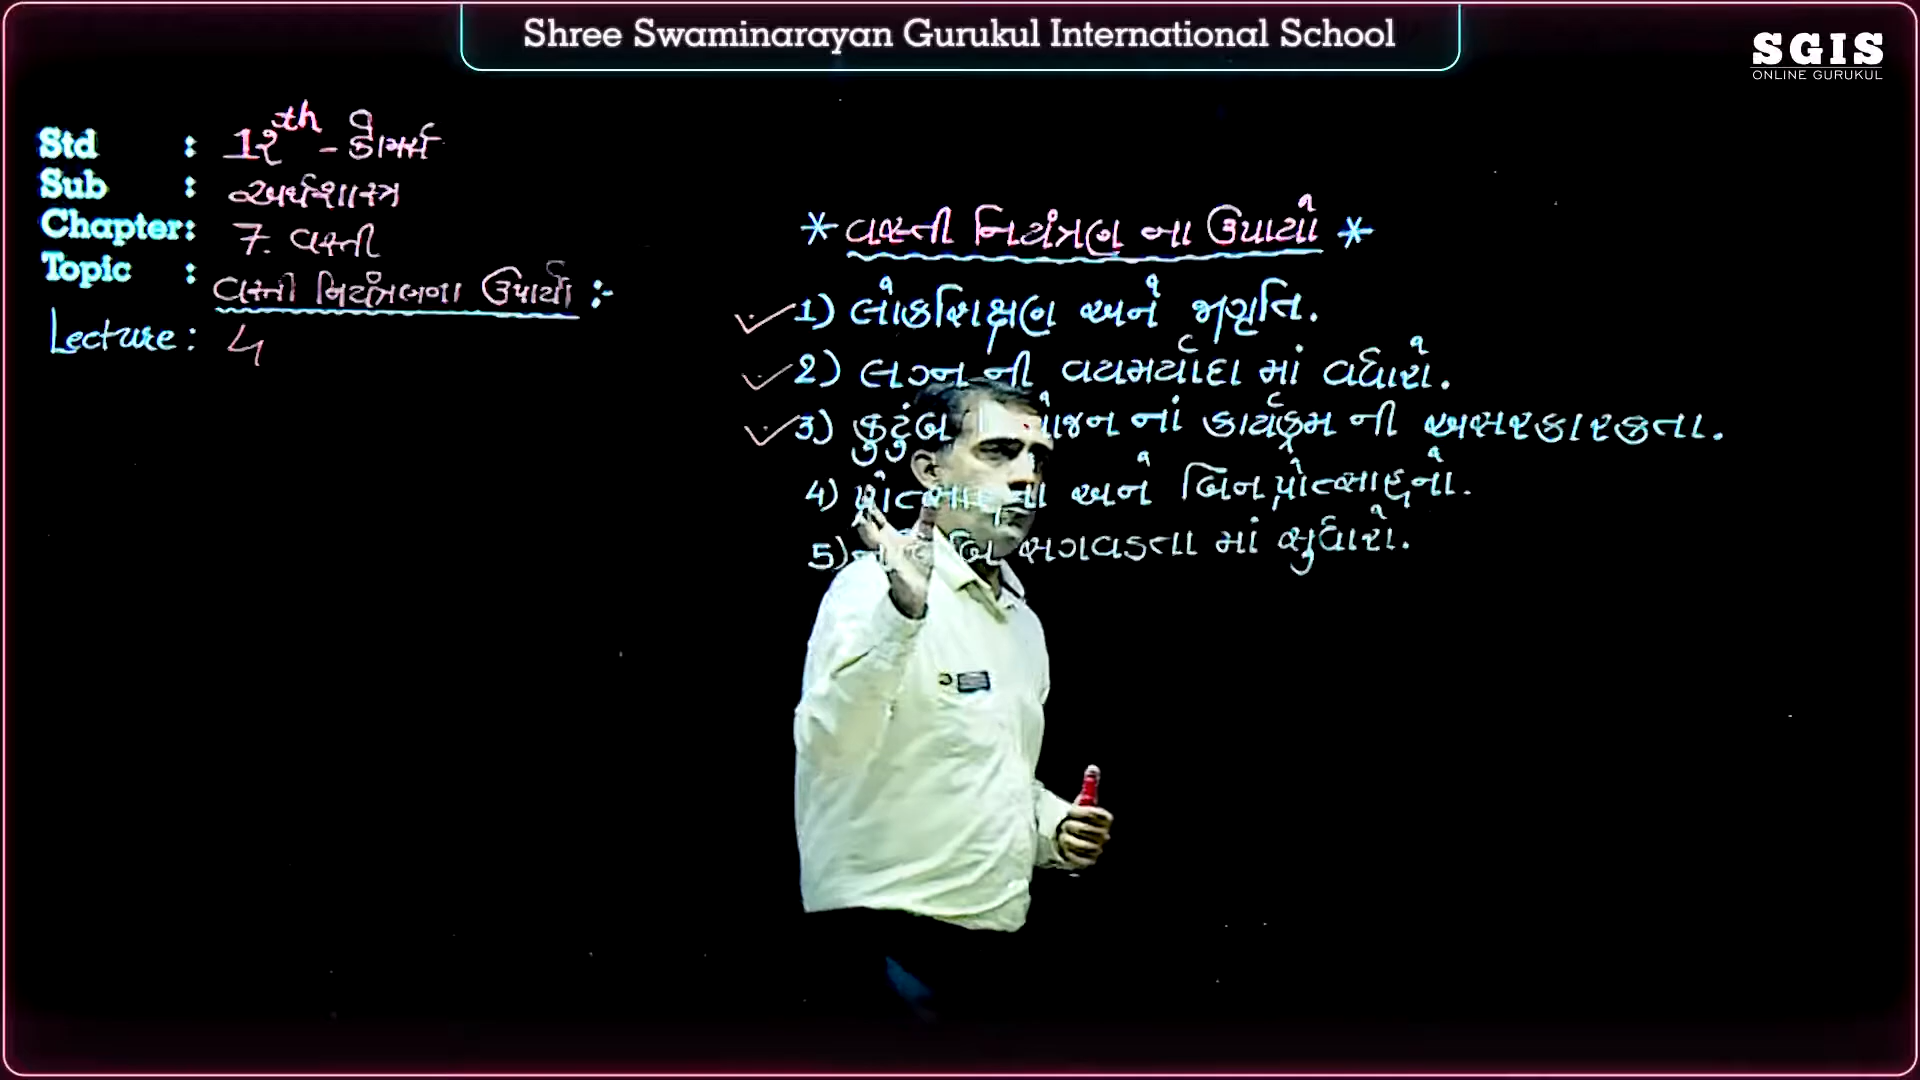 Shree Swaminarayan Gurukul International School
SGIS
ONLINE GURUKUL
Std : 12th - કોમર્સ
Sub : અર્થશાસ્ત્ર
Chapter: 7. વસ્તી
Topic : વસ્તી નિયંત્રણના ઉપાયો :-
Lecture : 4
* વસ્તી નિયંત્રણ ના ઉપાયો *
1) લોકશિક્ષણ અને જાગૃતિ.
2) લગ્ન ની વયમર્યાદા માં વધારો.
3) કુટુંબ નાં કાર્યક્રમ ની અસરકારકતા.
4) અને બિનપ્રોત્સાહનો.
5) સગવડતા માં સુધારો.